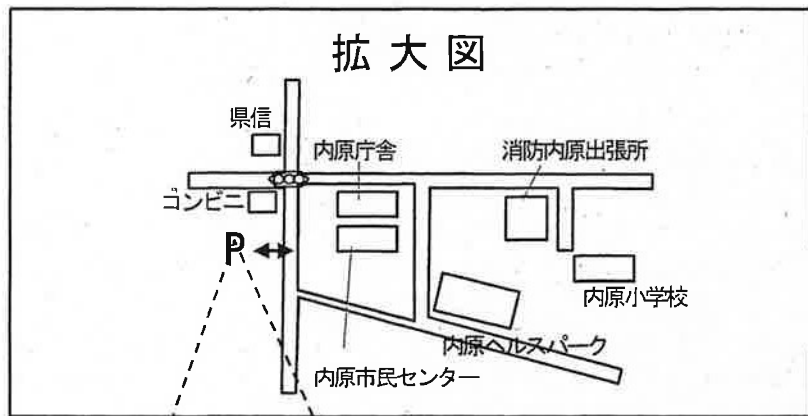 拡大図
県信
内原庁舎
消防内原出張所
コンビニ
P
内原小学校
内原ヘルスパーク
内原市民センター